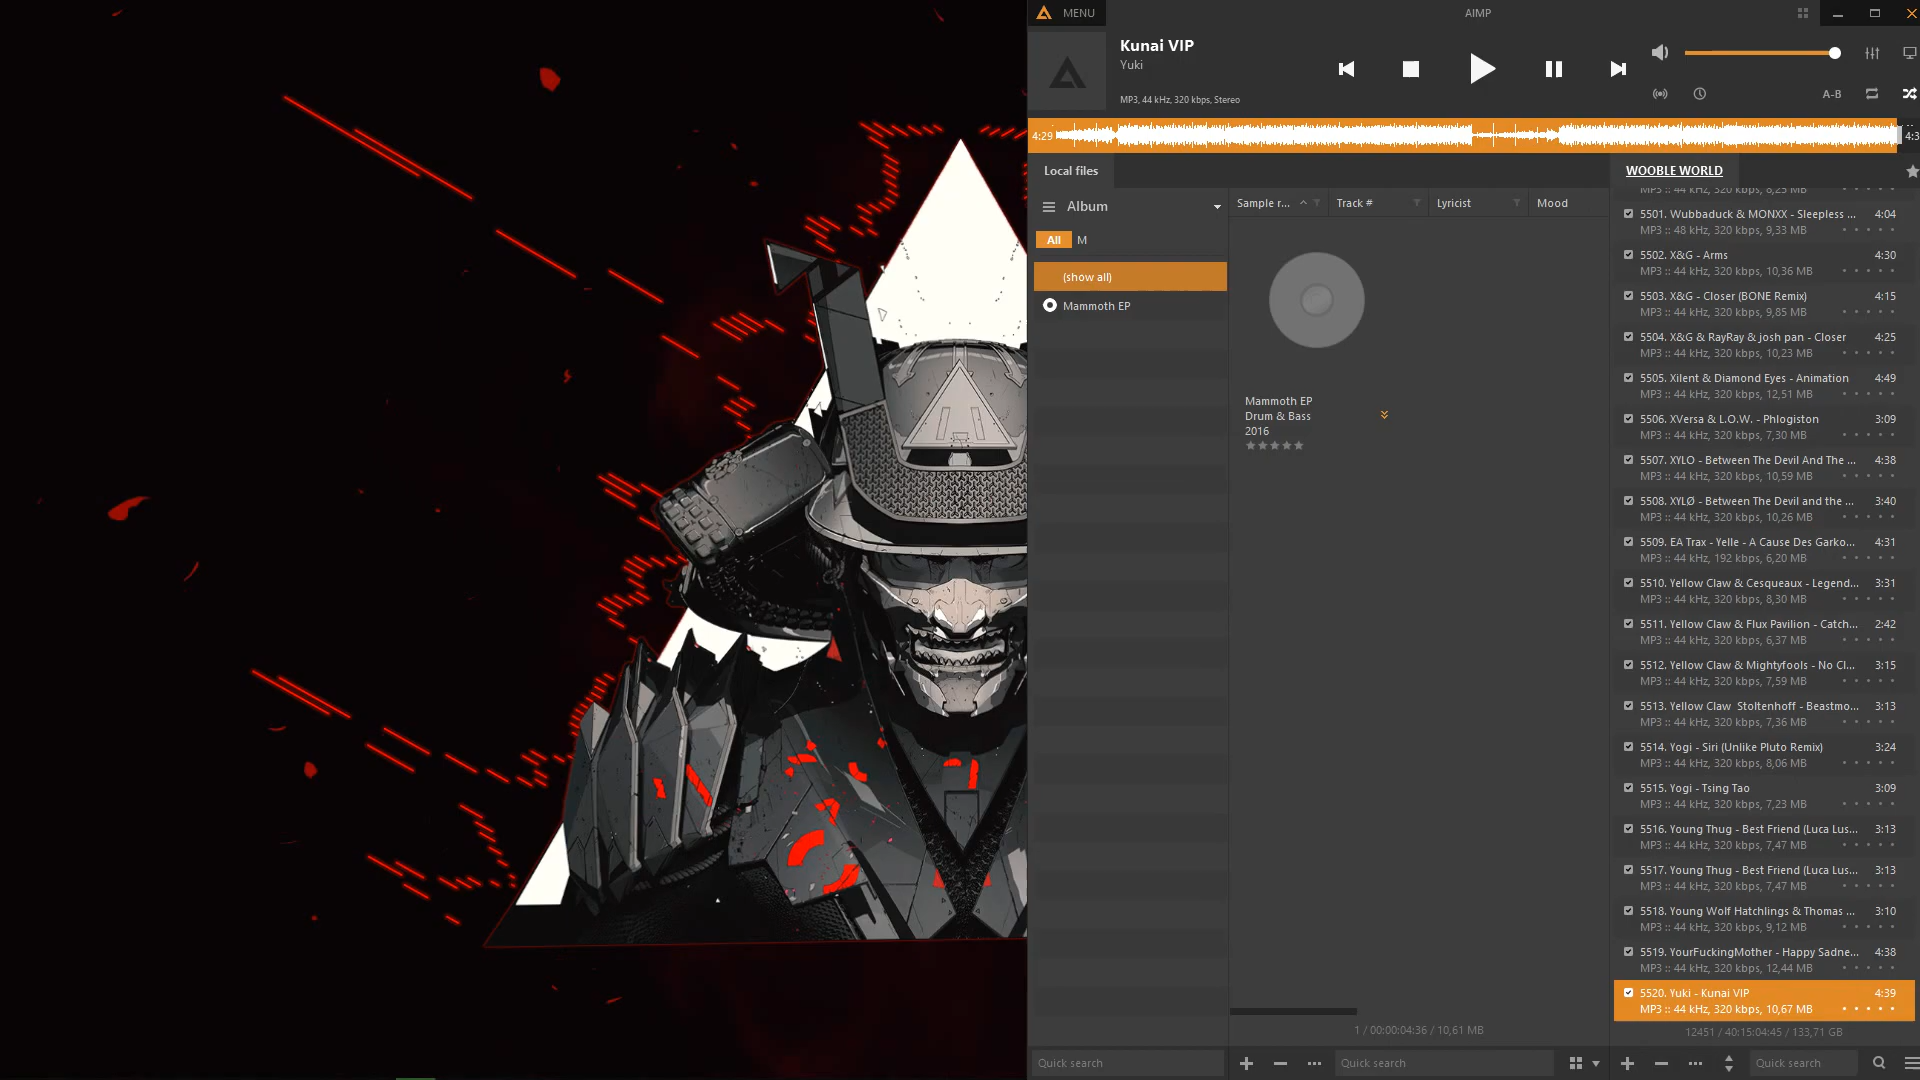 MENU
AIMP
Kunai VIP
Yuki
MP3, 44 kHz, 320 kbps, Stereo
A-B
4:29
4:3
Local files
WOOBLE WORLD
Album
All M
(show all)
Mammoth EP
Sample r...
Track #
Lyricist
Mood
Mammoth EP
Drum & Bass
2016
1 / 00:00:04:36 / 10,61 MB
Quick search
Quick search
MP3 :: 44 kHz, 320 kbps, 8,25 MB
5501. Wubbaduck & MONXX - Sleepless ... 4:04
MP3 :: 48 kHz, 320 kbps, 9,33 MB
5502. X&G - Arms 4:30
MP3 :: 44 kHz, 320 kbps, 10,36 MB
5503. X&G - Closer (BONE Remix) 4:15
MP3 :: 44 kHz, 320 kbps, 9,85 MB
5504. X&G & RayRay & josh pan - Closer 4:25
MP3 :: 44 kHz, 320 kbps, 10,23 MB
5505. Xilent & Diamond Eyes - Animation 4:49
MP3 :: 44 kHz, 320 kbps, 12,51 MB
5506. XVersa & L.O.W. - Phlogiston 3:09
MP3 :: 44 kHz, 320 kbps, 7,30 MB
5507. XYLO - Between The Devil And The ... 4:38
MP3 :: 44 kHz, 320 kbps, 10,59 MB
5508. XYLØ - Between The Devil and the ... 3:40
MP3 :: 44 kHz, 320 kbps, 10,26 MB
5509. EA Trax - Yelle - A Cause Des Garko... 4:31
MP3 :: 44 kHz, 192 kbps, 6,20 MB
5510. Yellow Claw & Cesqueaux - Legend... 3:31
MP3 :: 44 kHz, 320 kbps, 8,30 MB
5511. Yellow Claw & Flux Pavilion - Catch... 2:42
MP3 :: 44 kHz, 320 kbps, 6,37 MB
5512. Yellow Claw & Mightyfools - No Cl... 3:15
MP3 :: 44 kHz, 320 kbps, 7,59 MB
5513. Yellow Claw  Stoltenhoff - Beastmo... 3:13
MP3 :: 44 kHz, 320 kbps, 7,36 MB
5514. Yogi - Siri (Unlike Pluto Remix) 3:24
MP3 :: 44 kHz, 320 kbps, 8,06 MB
5515. Yogi - Tsing Tao 3:09
MP3 :: 44 kHz, 320 kbps, 7,23 MB
5516. Young Thug - Best Friend (Luca Lus... 3:13
MP3 :: 44 kHz, 320 kbps, 7,47 MB
5517. Young Thug - Best Friend (Luca Lus... 3:13
MP3 :: 44 kHz, 320 kbps, 7,47 MB
5518. Young Wolf Hatchlings & Thomas ... 3:10
MP3 :: 44 kHz, 320 kbps, 9,12 MB
5519. YourFuckingMother - Happy Sadne... 4:38
MP3 :: 44 kHz, 320 kbps, 12,44 MB
5520. Yuki - Kunai VIP 4:39
MP3 :: 44 kHz, 320 kbps, 10,67 MB
12451 / 40:15:04:45 / 133,71 GB
Quick search